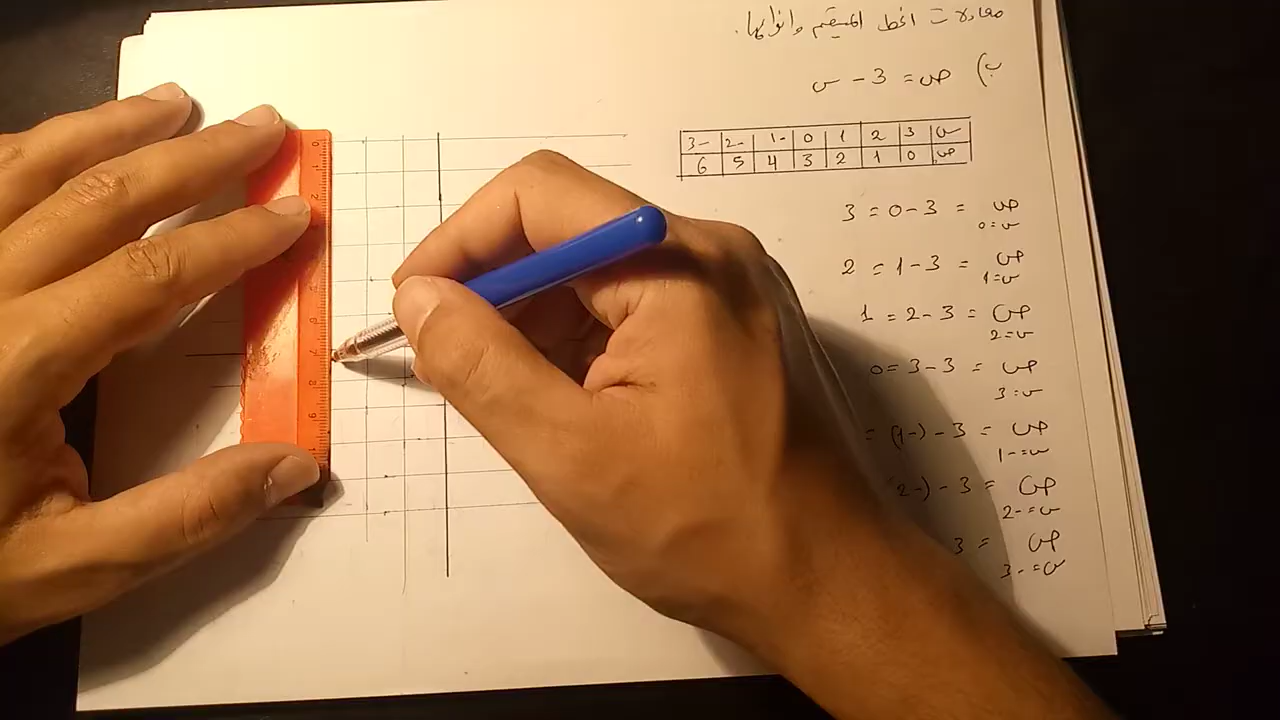 معادلات الخط المستقيم وانواعها.
ب) ص = 3 - س
س 3 2 1 0 1- 2- 3-
ص 0 1 2 3 4 5 6
ص = 3 - 0 = 3
س = 0
ص = 3 - 1 = 2
س = 1
ص = 3 - 2 = 1
س = 2
ص = 3 - 3 = 0
س = 3
ص = 3 - (1-) =
س = 1-
ص = 3 - (2-
س = 2-
ص = 3
س = 3-